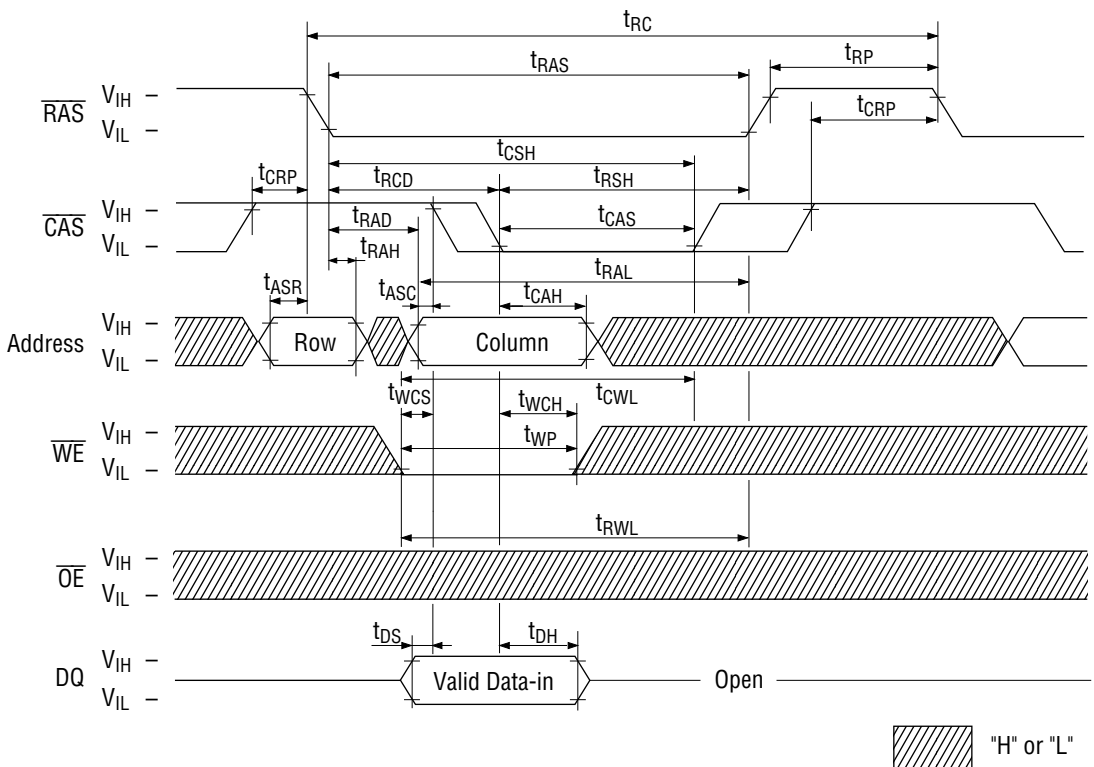 tRC
tRAS
tRP
RAS
VIH –
VIL –
tCRP
tCSH
tCRP
tRCD
tRSH
CAS
VIH –
VIL –
tRAD
tCAS
tRAH
tRAL
tASR
tASC
tCAH
Address
VIH –
VIL –
Row
Column
tCWL
tWCS
tWCH
WE
VIH –
VIL –
tWP
tRWL
OE
VIH –
VIL –
tDS
tDH
DQ
VIH –
VIL –
Valid Data-in
Open
"H" or "L"